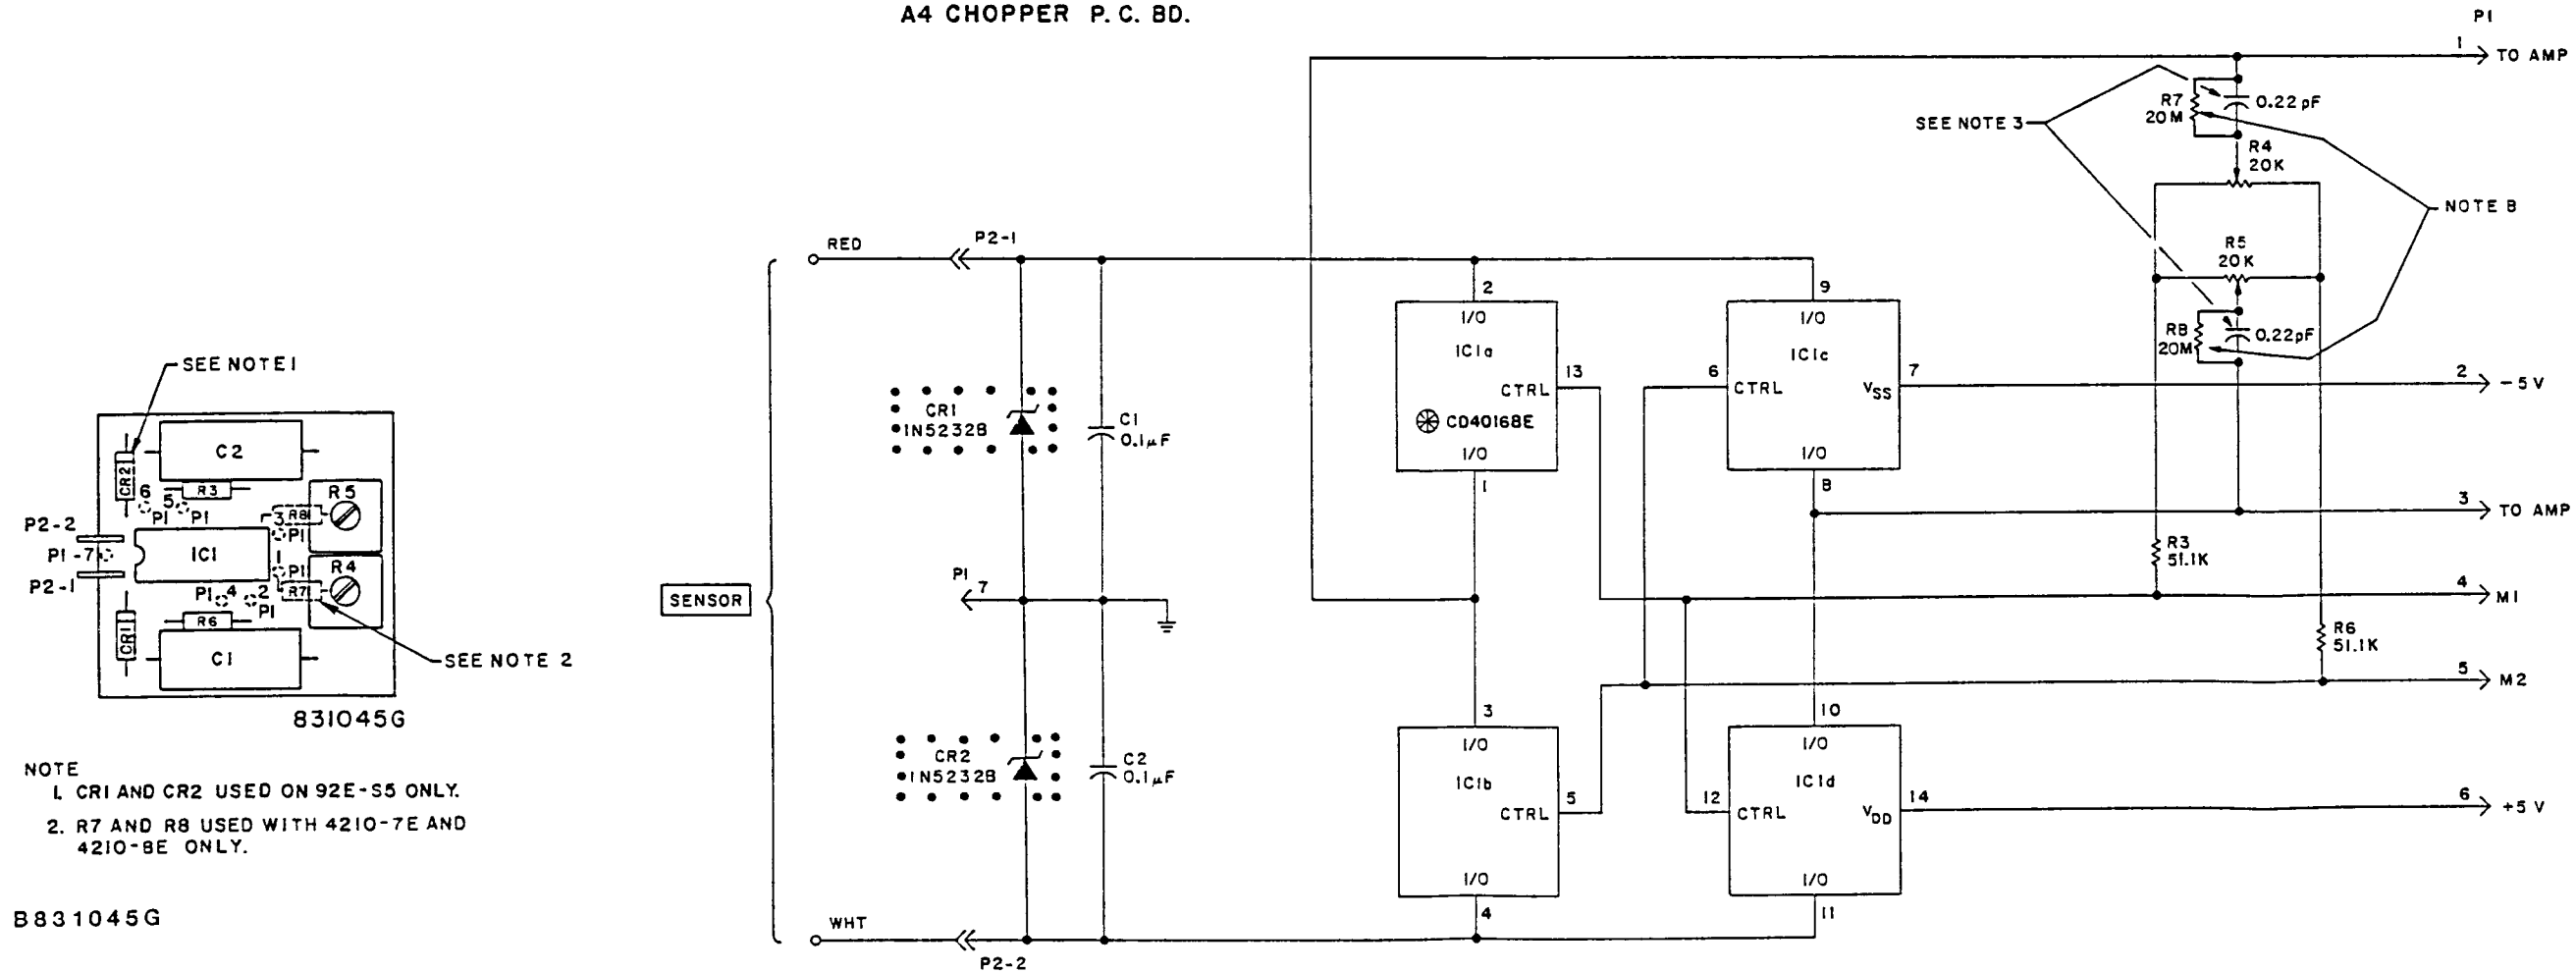 A4 CHOPPER P.C. BD.
P1
1 TO AMP
R7
20M
0.22pF
SEE NOTE 3
R4
20K
NOTE 8
R5
20K
R8
20M
0.22pF
2 -5V
3 TO AMP
R3
51.1K
4 M1
R6
51.1K
5 M2
6 +5V
RED
P2-1
2
I/O
IC1a
CTRL
13
CD4016BE
I/O
1
9
I/O
IC1c
6
CTRL
VSS
7
I/O
8
CR1
1N5232B
C1
0.1µF
P1
7
SENSOR
CR2
1N5232B
C2
0.1µF
3
I/O
IC1b
CTRL
5
I/O
4
10
I/O
IC1d
12
CTRL
VDD
14
I/O
11
WHT
P2-2
SEE NOTE 1
C2
CR2
R3
R5
6
P1
5
P1
R8
3
P1
P2-2
P1-7
P2-1
IC1
1
P1
R4
R7
P1
4
2
P1
R6
CR1
C1
SEE NOTE 2
831045G
NOTE
1. CR1 AND CR2 USED ON 92E-S5 ONLY.
2. R7 AND R8 USED WITH 4210-7E AND
4210-8E ONLY.
B831045G